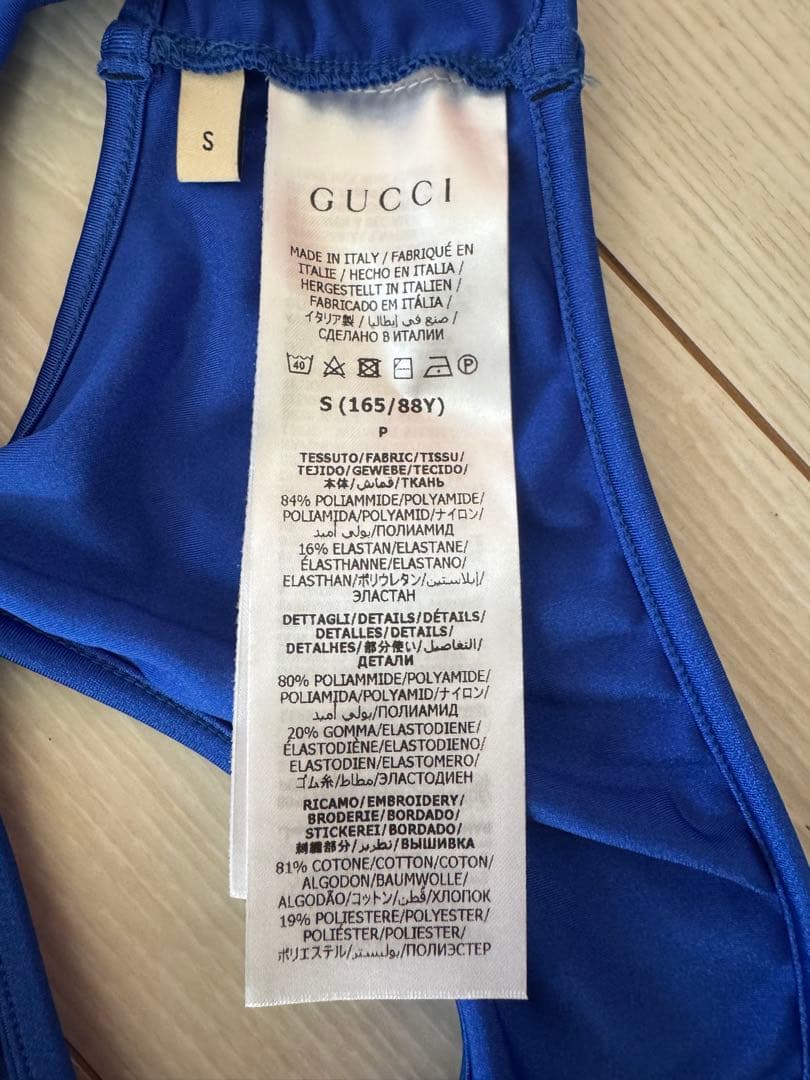 S
GUCCI
MADE IN ITALY / FABRIQUÉ EN
ITALIE / HECHO EN ITALIA /
HERGESTELLT IN ITALIEN /
FABRICADO EM ITÁLIA /
イタリア製 / صنع في إيطاليا /
СДЕЛАНО В ИТАЛИИ
40 P
S (165/88Y)
P
TESSUTO/FABRIC/TISSU/
TEJIDO/GEWEBE/TECIDO/
本体/قماش/ТКАНЬ
84% POLIAMMIDE/POLYAMIDE/
POLIAMIDA/POLYAMID/ナイロン/
بولي أميد/ПОЛИАМИД
16% ELASTAN/ELASTANE/
ÉLASTHANNE/ELASTANO/
ELASTHAN/ポリウレタン/إيلاستين/
ЭЛАСТАН
DETTAGLI/DETAILS/DÉTAILS/
DETALLES/DETAILS/
DETALHES/部分使い/التفاصيل/
ДЕТАЛИ
80% POLIAMMIDE/POLYAMIDE/
POLIAMIDA/POLYAMID/ナイロン/
بولي أميد/ПОЛИАМИД
20% GOMMA/ELASTODIENE/
ÉLASTODIÈNE/ELASTODIENO/
ELASTODIEN/ELASTOMERO/
ゴム糸/مطاط/ЭЛАСТОДИЕН
RICAMO/EMBROIDERY/
BRODERIE/BORDADO/
STICKEREI/BORDADO/
刺繍部分/تطريز/ВЫШИВКА
81% COTONE/COTTON/COTON/
ALGODON/BAUMWOLLE/
ALGODÃO/コットン/قطن/ХЛОПОК
19% POLIESTERE/POLYESTER/
POLIÉSTER/POLYESTER/
ポリエステル/بوليستر/ПОЛИЭСТЕР